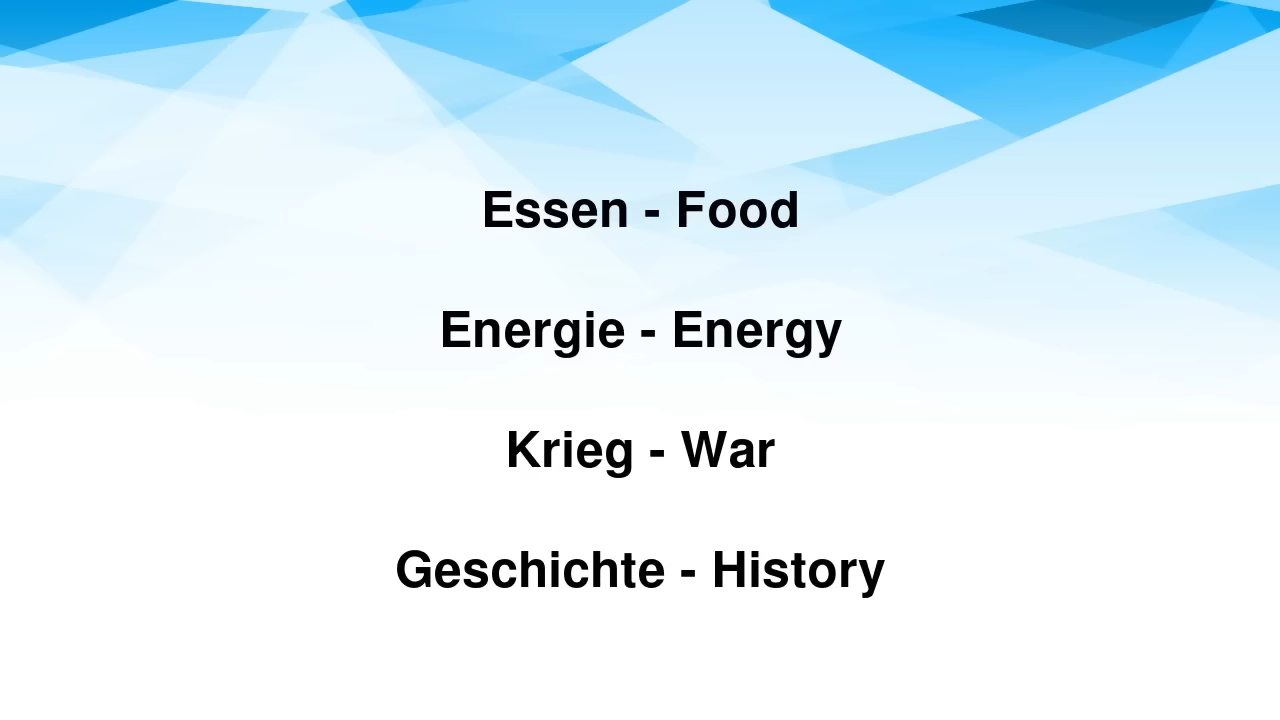 Essen - Food
Energie - Energy
Krieg - War
Geschichte - History